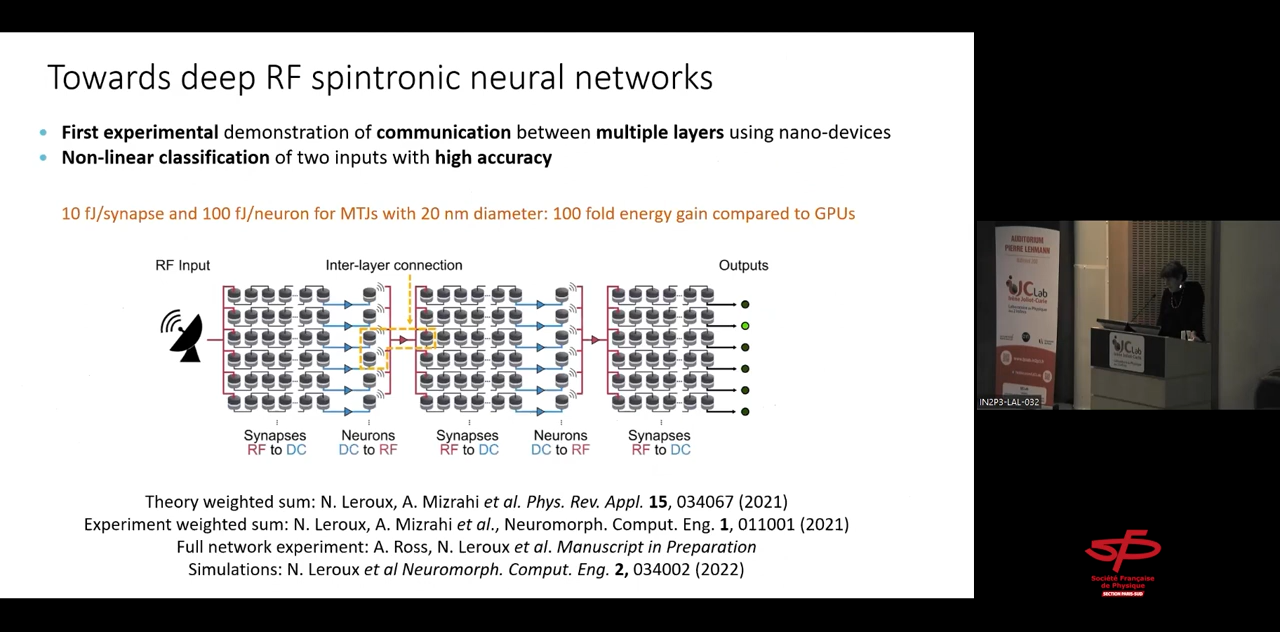 Towards deep RF spintronic neural networks
• First experimental demonstration of communication between multiple layers using nano-devices
• Non-linear classification of two inputs with high accuracy
10 fJ/synapse and 100 fJ/neuron for MTJs with 20 nm diameter: 100 fold energy gain compared to GPUs
RF Input
Inter-layer connection
Outputs
Synapses
RF to DC
Neurons
DC to RF
Synapses
RF to DC
Neurons
DC to RF
Synapses
RF to DC
Theory weighted sum: N. Leroux, A. Mizrahi et al. Phys. Rev. Appl. 15, 034067 (2021)
Experiment weighted sum: N. Leroux, A. Mizrahi et al., Neuromorph. Comput. Eng. 1, 011001 (2021)
Full network experiment: A. Ross, N. Leroux et al. Manuscript in Preparation
Simulations: N. Leroux et al Neuromorph. Comput. Eng. 2, 034002 (2022)
AUDITORIUM
PIERRE LEHMANN
IJCLab
Irène Joliot-Curie
IJCLab
IN2P3-LAL-032
sfp
Société Française
de Physique
SECTION PARIS-SUD